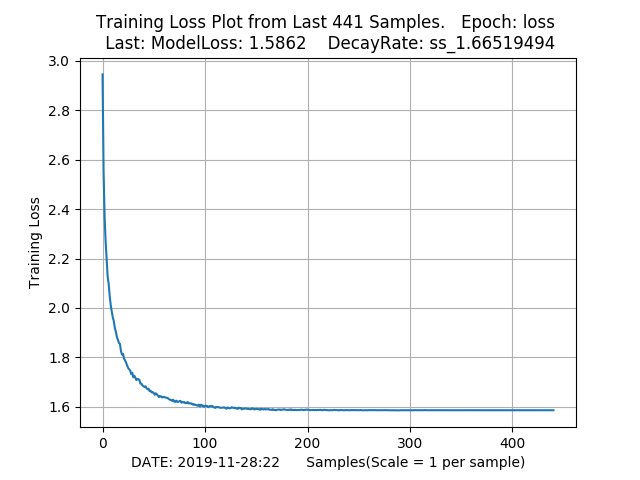 Training Loss Plot from Last 441 Samples.   Epoch: loss
Last: ModelLoss: 1.5862    DecayRate: ss_1.66519494
3.0
2.8
2.6
2.4
2.2
2.0
1.8
1.6
Training Loss
0 100 200 300 400
DATE: 2019-11-28:22      Samples(Scale = 1 per sample)